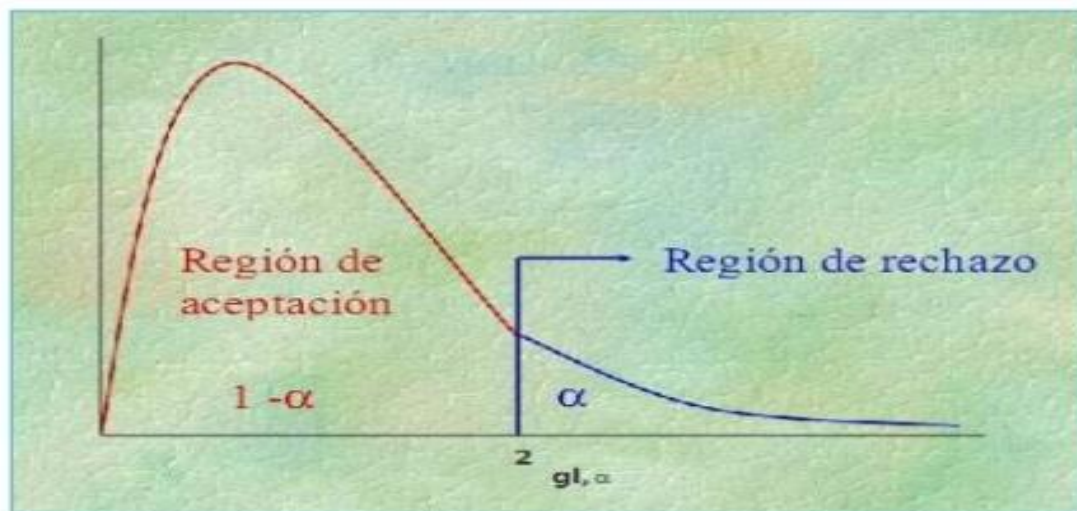 Región de
aceptación
Región de rechazo
1 -α
α
2
gl, α